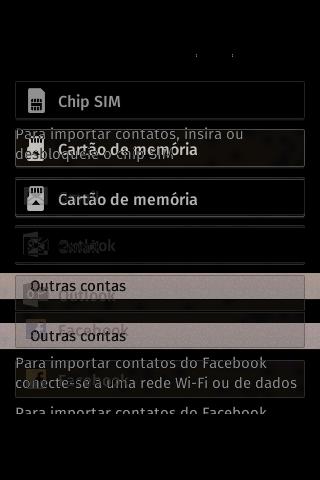 Chip SIM
Para importar contatos, insira ou
desbloqueie o chip SIM
Cartão de memória
Gmail
Cartão de memória
Outlook
Gmail
Outras contas
Outlook
Facebook
Outras contas
Para importar contatos do Facebook
conecte-se a uma rede Wi-Fi ou de dados
Facebook
Para importar contatos do Facebook